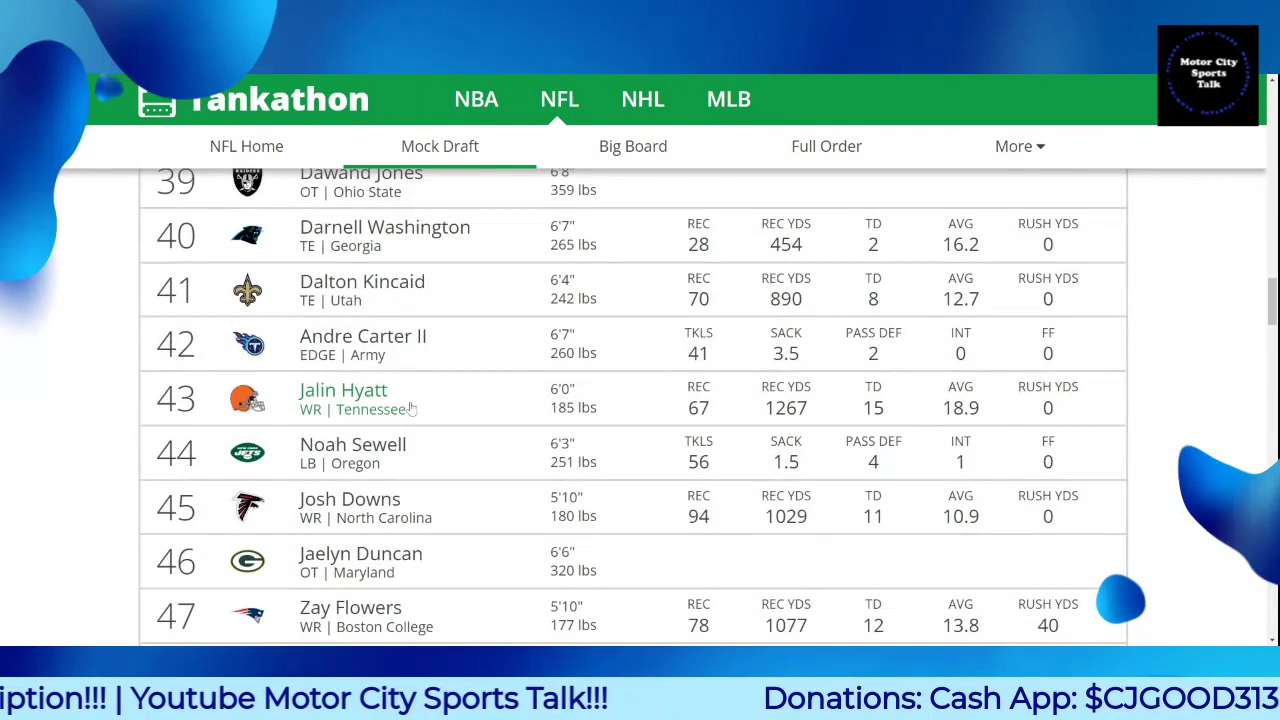 Tankathon
NBA NFL NHL MLB
Motor City
Sports
Talk
NFL Home Mock Draft Big Board Full Order More
39 RAIDERS Dawand Jones 6'8"
OT | Ohio State 359 lbs
40 Darnell Washington 6'7" REC REC YDS TD AVG RUSH YDS
TE | Georgia 265 lbs 28 454 2 16.2 0
41 Dalton Kincaid 6'4" REC REC YDS TD AVG RUSH YDS
TE | Utah 242 lbs 70 890 8 12.7 0
42 Andre Carter II 6'7" TKLS SACK PASS DEF INT FF
EDGE | Army 260 lbs 41 3.5 2 0 0
43 Jalin Hyatt 6'0" REC REC YDS TD AVG RUSH YDS
WR | Tennessee 185 lbs 67 1267 15 18.9 0
44 JETS Noah Sewell 6'3" TKLS SACK PASS DEF INT FF
LB | Oregon 251 lbs 56 1.5 4 1 0
45 Josh Downs 5'10" REC REC YDS TD AVG RUSH YDS
WR | North Carolina 180 lbs 94 1029 11 10.9 0
46 G Jaelyn Duncan 6'6"
OT | Maryland 320 lbs
47 Zay Flowers 5'10" REC REC YDS TD AVG RUSH YDS
WR | Boston College 177 lbs 78 1077 12 13.8 40
iption!!! | Youtube Motor City Sports Talk!!! Donations: Cash App: $CJGOOD313